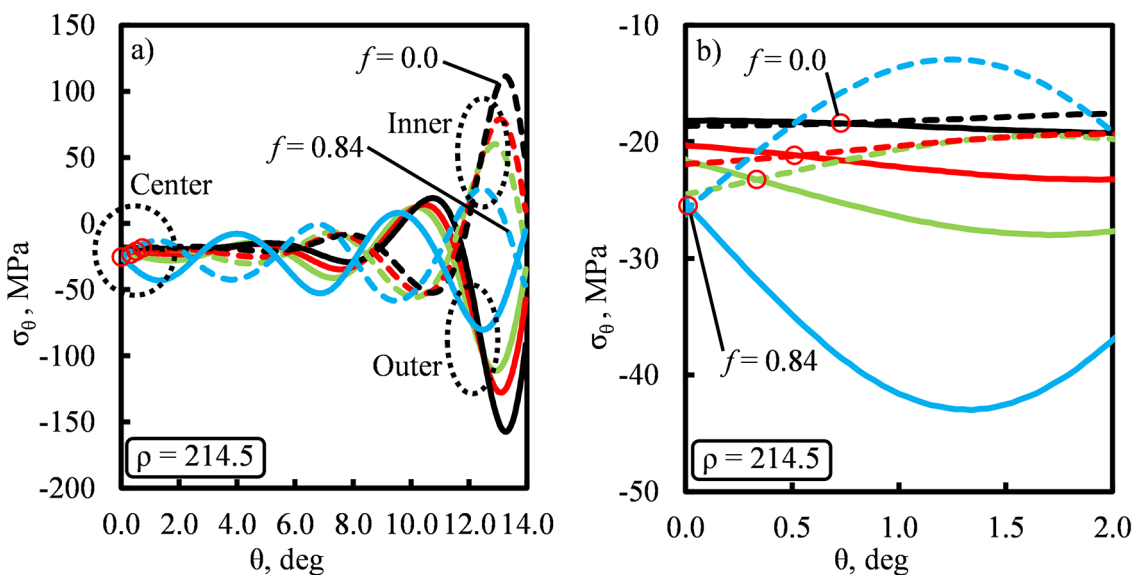 a)
150
100
50
0
-50
-100
-150
-200
σθ, MPa
f = 0.0
Inner
f = 0.84
Center
Outer
ρ = 214.5
0.0 2.0 4.0 6.0 8.0 10.0 12.0 14.0
θ, deg
b)
-10
-20
-30
-40
-50
σθ, MPa
f = 0.0
f = 0.84
ρ = 214.5
0.0 0.5 1.0 1.5 2.0
θ, deg